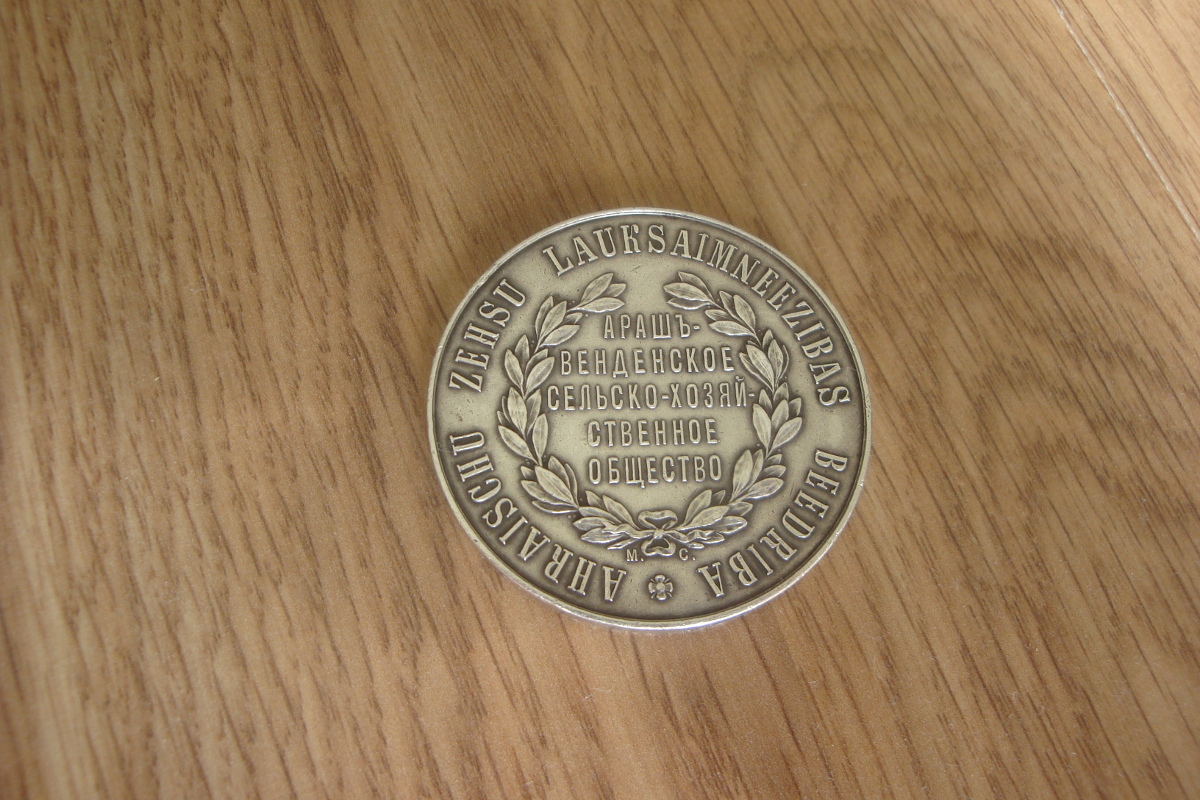 AHRAISCHU ZEHSU LAUKSAIMNEEZIBAS BEEDRIBA
АРАШЪ-
ВЕНДЕНСКОЕ
СЕЛЬСКО-ХОЗЯЙ-
СТВЕННОЕ
ОБЩЕСТВО
М. С.